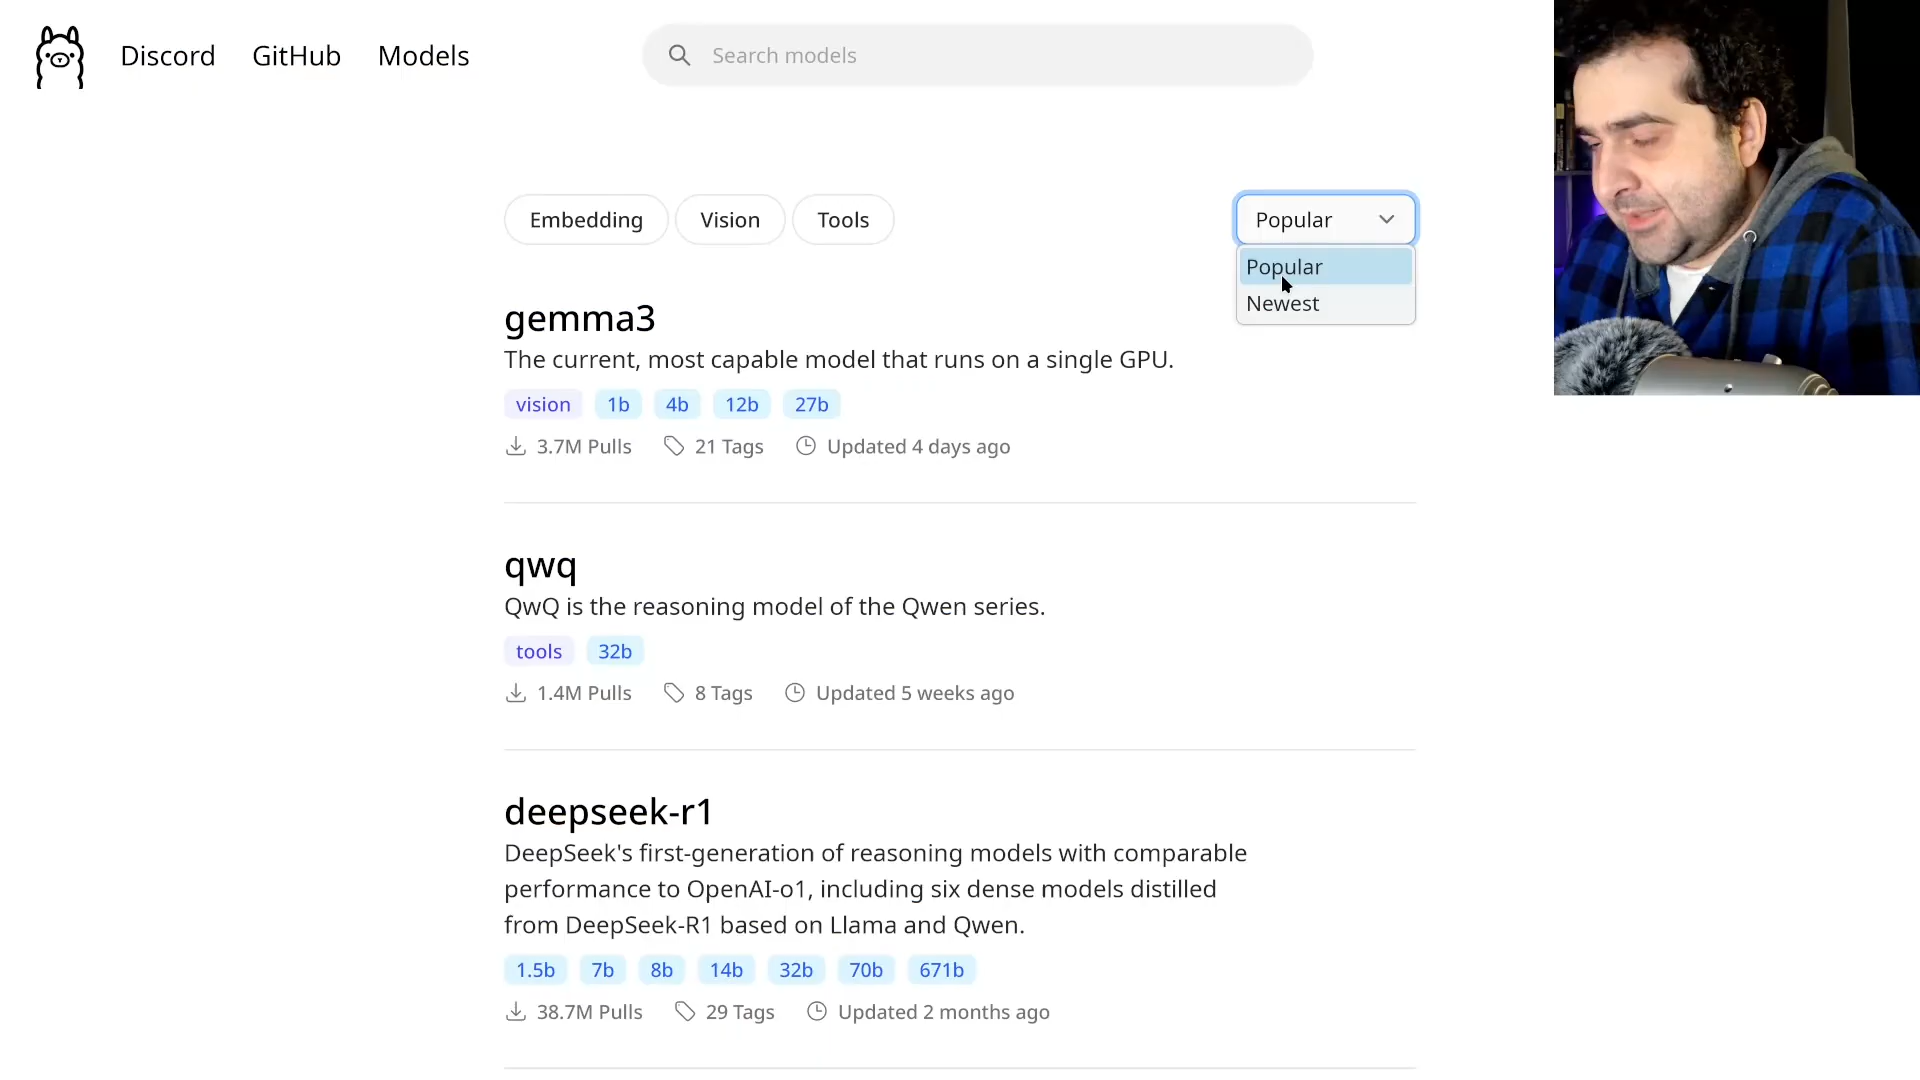 Discord GitHub Models
Search models
Embedding Vision Tools
Popular
Popular
Newest
gemma3
The current, most capable model that runs on a single GPU.
vision 1b 4b 12b 27b
3.7M Pulls 21 Tags Updated 4 days ago
qwq
QwQ is the reasoning model of the Qwen series.
tools 32b
1.4M Pulls 8 Tags Updated 5 weeks ago
deepseek-r1
DeepSeek's first-generation of reasoning models with comparable
performance to OpenAI-o1, including six dense models distilled
from DeepSeek-R1 based on Llama and Qwen.
1.5b 7b 8b 14b 32b 70b 671b
38.7M Pulls 29 Tags Updated 2 months ago